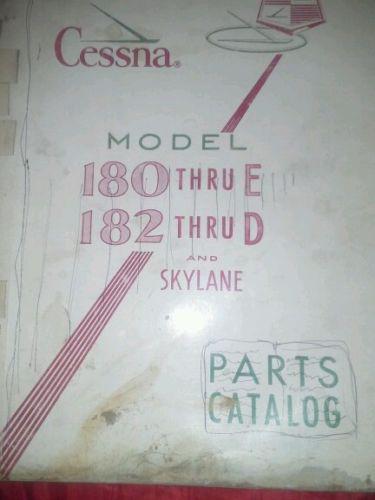 Cessna®
MODEL
180 THRU E
182 THRU D
AND
SKYLANE
PARTS
CATALOG